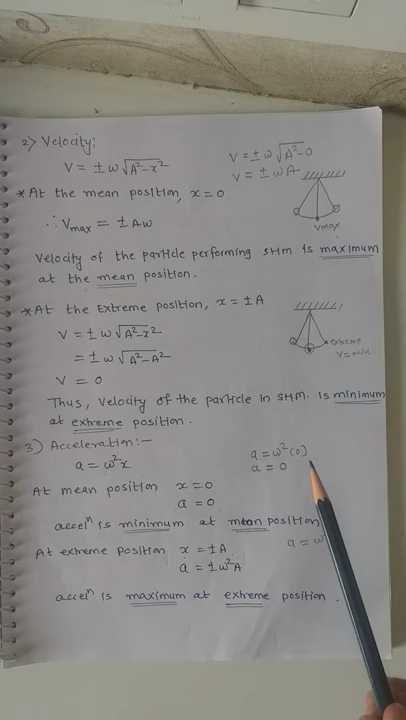 2) Velocity:
V = ± ω √A²-x²
V = ± ω √A²-0
V = ± ω A
* At the mean position, x = 0
∴ Vmax = ± Aω
Vmax
Velocity of the particle performing SHM is maximum
at the mean position.
* At the Extreme position, x = ± A
V = ± ω √A²-x²
= ± ω √A²-A²
V = 0
extreme
V = min
Thus, Velocity of the particle in SHM. is minimum
at extreme position.
3) Acceleration:-
a = ω²x
a = ω²(0)
a = 0
At mean position x = 0
a = 0
accelⁿ is minimum at mean position
At extreme position x = ± A
a = ± ω²A
a = ω²
accelⁿ is maximum at extreme position.